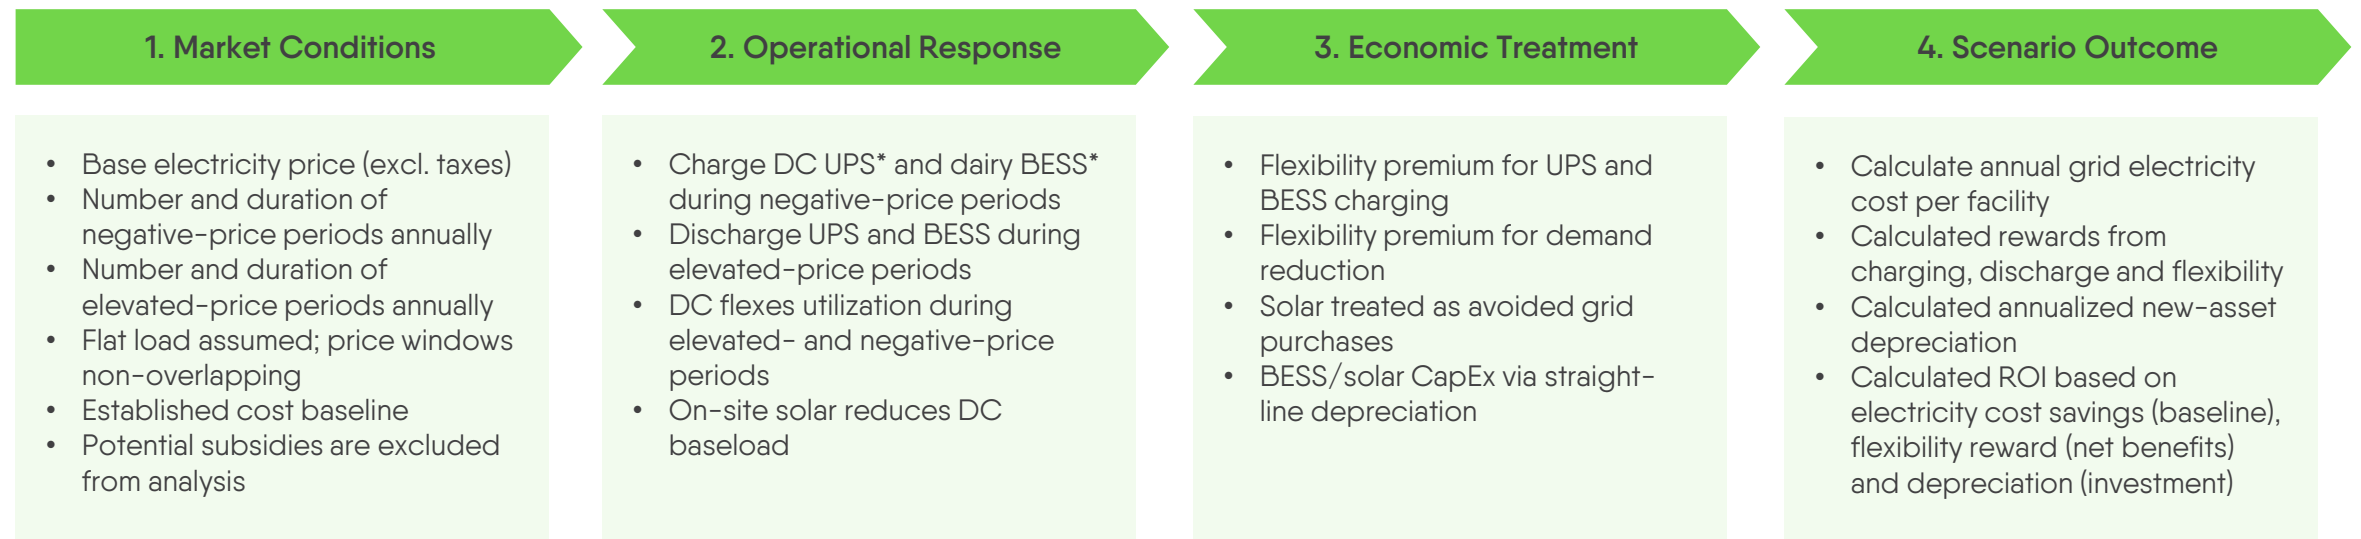 1. Market Conditions
• Base electricity price (excl. taxes)
• Number and duration of
negative-price periods annually
• Number and duration of
elevated-price periods annually
• Flat load assumed; price windows
non-overlapping
• Established cost baseline
• Potential subsidies are excluded
from analysis
2. Operational Response
• Charge DC UPS* and dairy BESS*
during negative-price periods
• Discharge UPS and BESS during
elevated-price periods
• DC flexes utilization during
elevated- and negative-price
periods
• On-site solar reduces DC
baseload
3. Economic Treatment
• Flexibility premium for UPS and
BESS charging
• Flexibility premium for demand
reduction
• Solar treated as avoided grid
purchases
• BESS/solar CapEx via straight-
line depreciation
4. Scenario Outcome
• Calculate annual grid electricity
cost per facility
• Calculated rewards from
charging, discharge and flexibility
• Calculated annualized new-asset
depreciation
• Calculated ROI based on
electricity cost savings (baseline),
flexibility reward (net benefits)
and depreciation (investment)